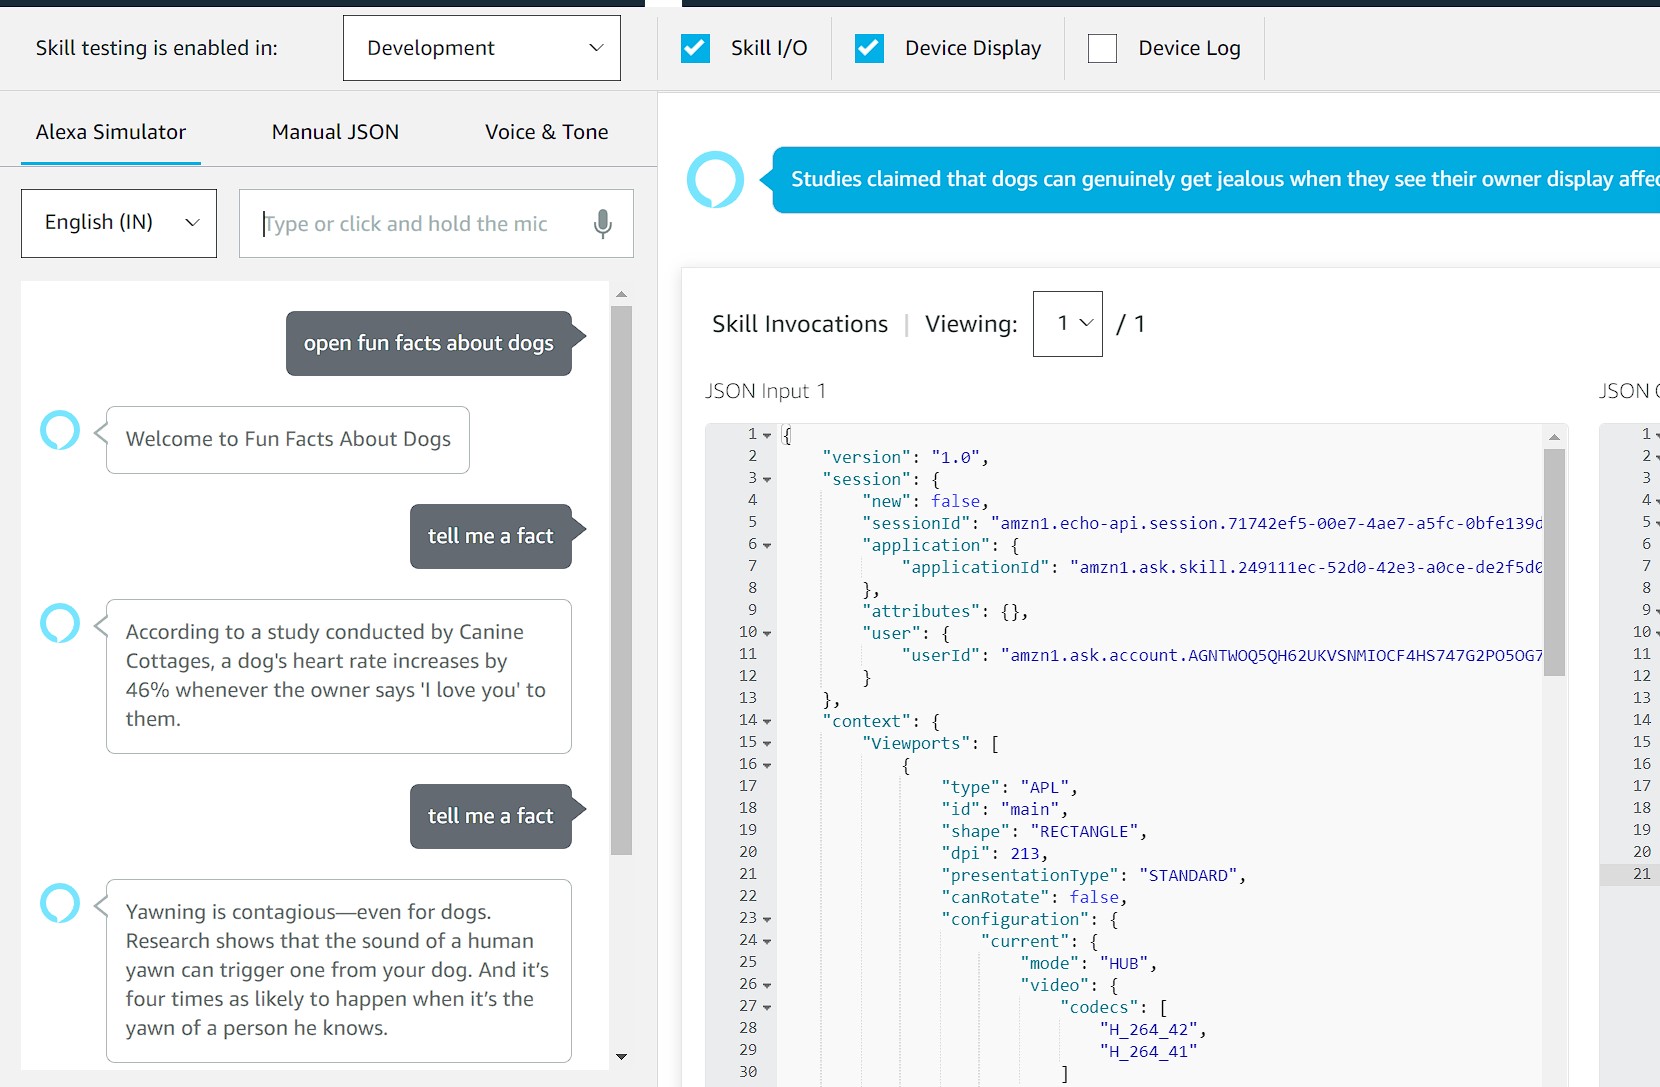 Skill testing is enabled in:
Development
Skill I/O
Device Display
Device Log
Alexa Simulator
Manual JSON
Voice & Tone
English (IN)
Type or click and hold the mic
open fun facts about dogs
Welcome to Fun Facts About Dogs
tell me a fact
According to a study conducted by Canine
Cottages, a dog's heart rate increases by
46% whenever the owner says 'I love you' to
them.
tell me a fact
Yawning is contagious—even for dogs.
Research shows that the sound of a human
yawn can trigger one from your dog. And it's
four times as likely to happen when it's the
yawn of a person he knows.
Studies claimed that dogs can genuinely get jealous when they see their owner display
Skill Invocations | Viewing: 1 / 1
JSON Input 1
1 {
2 "version": "1.0",
3 "session": {
4 "new": false,
5 "sessionId": "amzn1.echo-api.session.71742ef5-00e7-4ae7-a5fc-0bfe139d
6 "application": {
7 "applicationId": "amzn1.ask.skill.249111ec-52d0-42e3-a0ce-de2f5d0
8 },
9 "attributes": {},
10 "user": {
11 "userId": "amzn1.ask.account.AGNTWOQ5QH62UKVSNMIOCF4HS747G2PO5OG7
12 }
13 },
14 "context": {
15 "Viewports": [
16 {
17 "type": "APL",
18 "id": "main",
19 "shape": "RECTANGLE",
20 "dpi": 213,
21 "presentationType": "STANDARD",
22 "canRotate": false,
23 "configuration": {
24 "current": {
25 "mode": "HUB",
26 "video": {
27 "codecs": [
28 "H_264_42",
29 "H_264_41"
30 ]
JSON
1
2
3
4
5
6
7
8
9
10
11
12
13
14
15
16
17
18
19
20
21